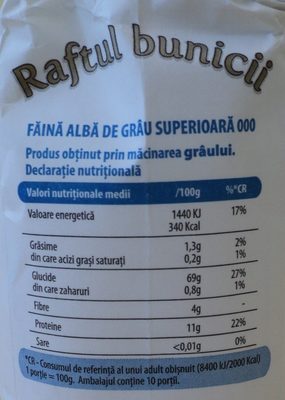 Raftul bunicii
FĂINĂ ALBĂ DE GRÂU SUPERIOARĂ 000
Produs obținut prin măcinarea grâului.
Declarație nutrițională
Valori nutriționale medii /100g %*CR
Valoare energetică 1440 KJ 17%
340 Kcal
Grăsime 1,3g 2%
din care acizi grași saturați 0,2g 1%
Glucide 69g 27%
din care zaharuri 0,8g 1%
Fibre 4g -
Proteine 11g 22%
Sare <0,01g 0%
*CR - Consumul de referință al unui adult obișnuit (8400 kJ/2000 Kcal)
1 porție = 100g. Ambalajul conține 10 porții.